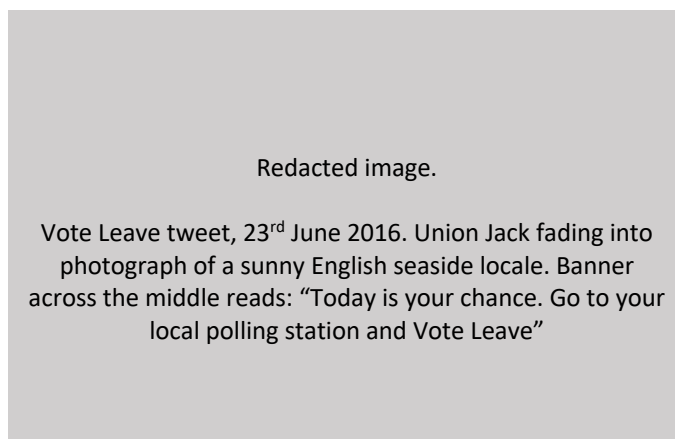 Redacted image.
Vote Leave tweet, 23rd June 2016. Union Jack fading into
photograph of a sunny English seaside locale. Banner
across the middle reads: “Today is your chance. Go to your
local polling station and Vote Leave”